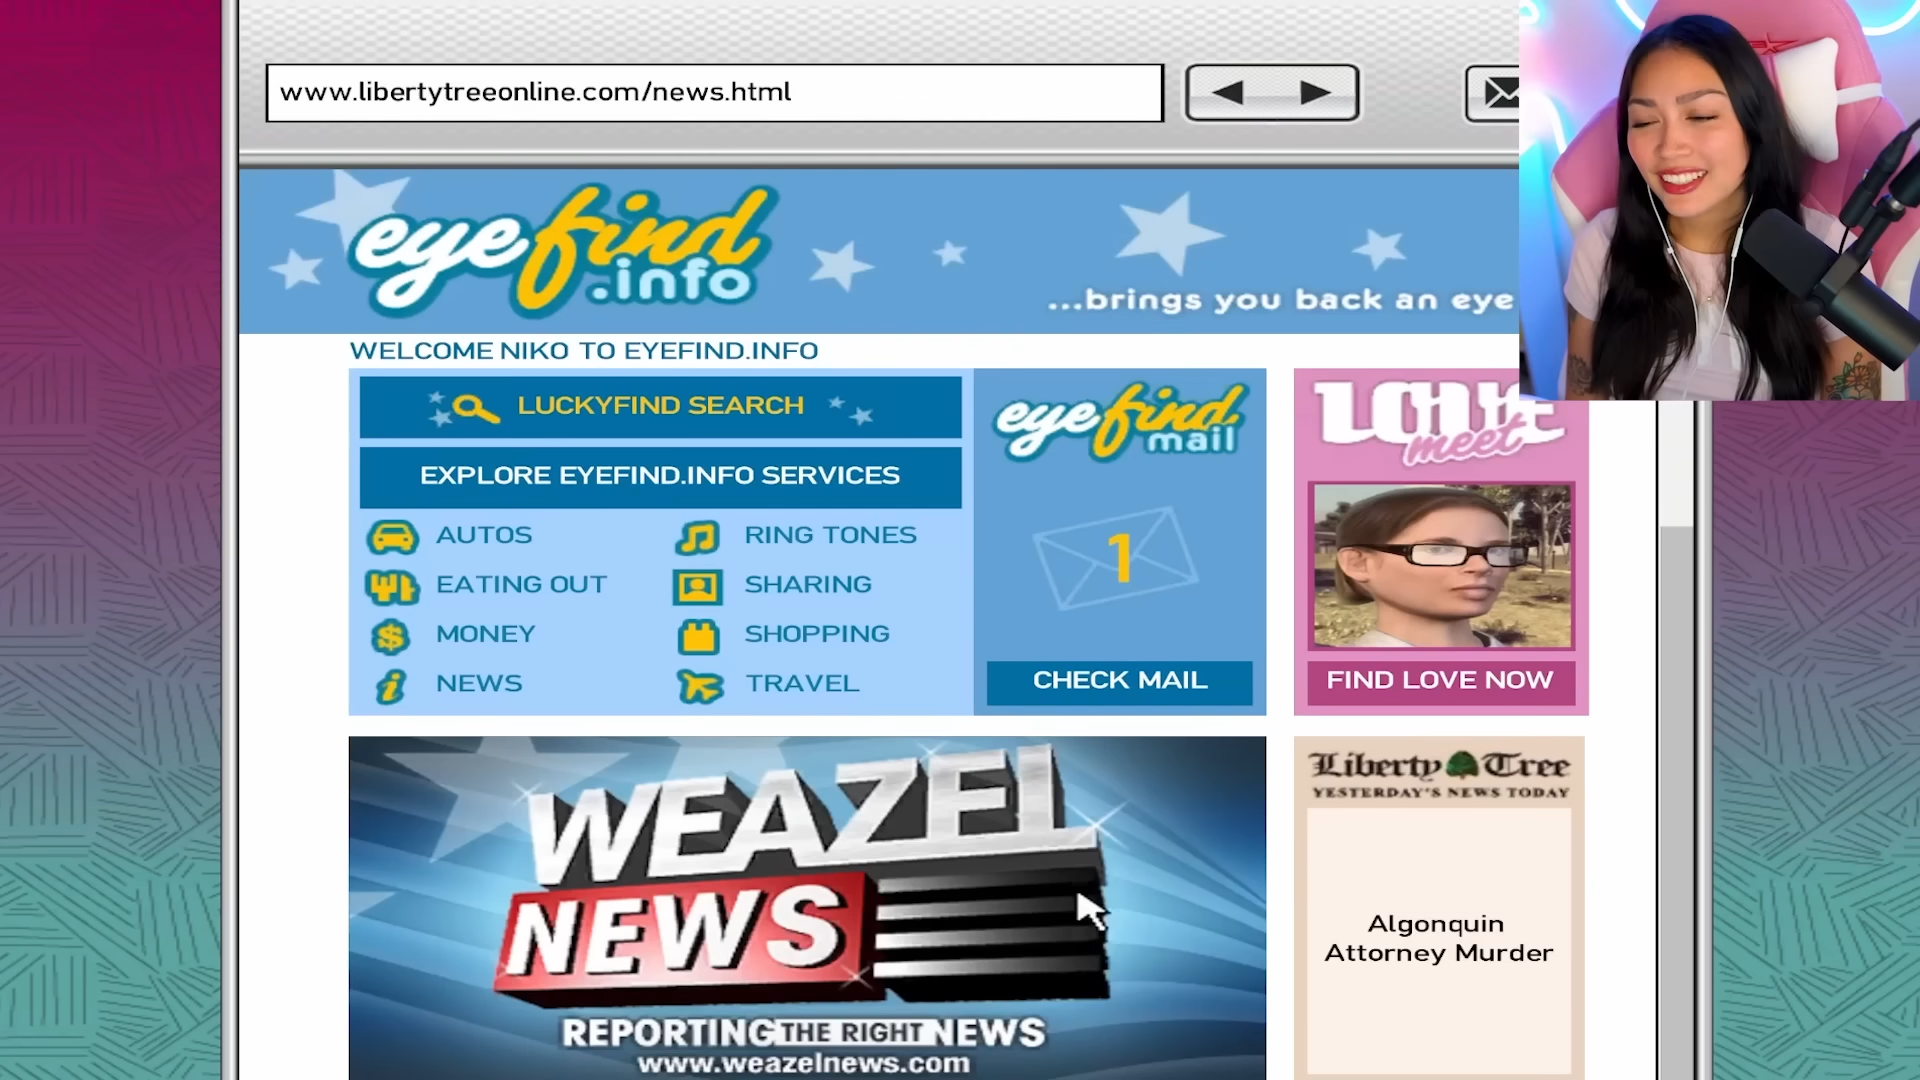 www.libertytreeonline.com/news.html
eyefind.info
...brings you back an eye
WELCOME NIKO TO EYEFIND.INFO
LUCKYFIND SEARCH
EXPLORE EYEFIND.INFO SERVICES
AUTOS
RING TONES
EATING OUT
SHARING
MONEY
SHOPPING
NEWS
TRAVEL
eyefind mail
1
CHECK MAIL
meet
FIND LOVE NOW
WEAZEL
NEWS
REPORTING THE RIGHT NEWS
www.weazelnews.com
Liberty Tree
YESTERDAY'S NEWS TODAY
Algonquin
Attorney Murder